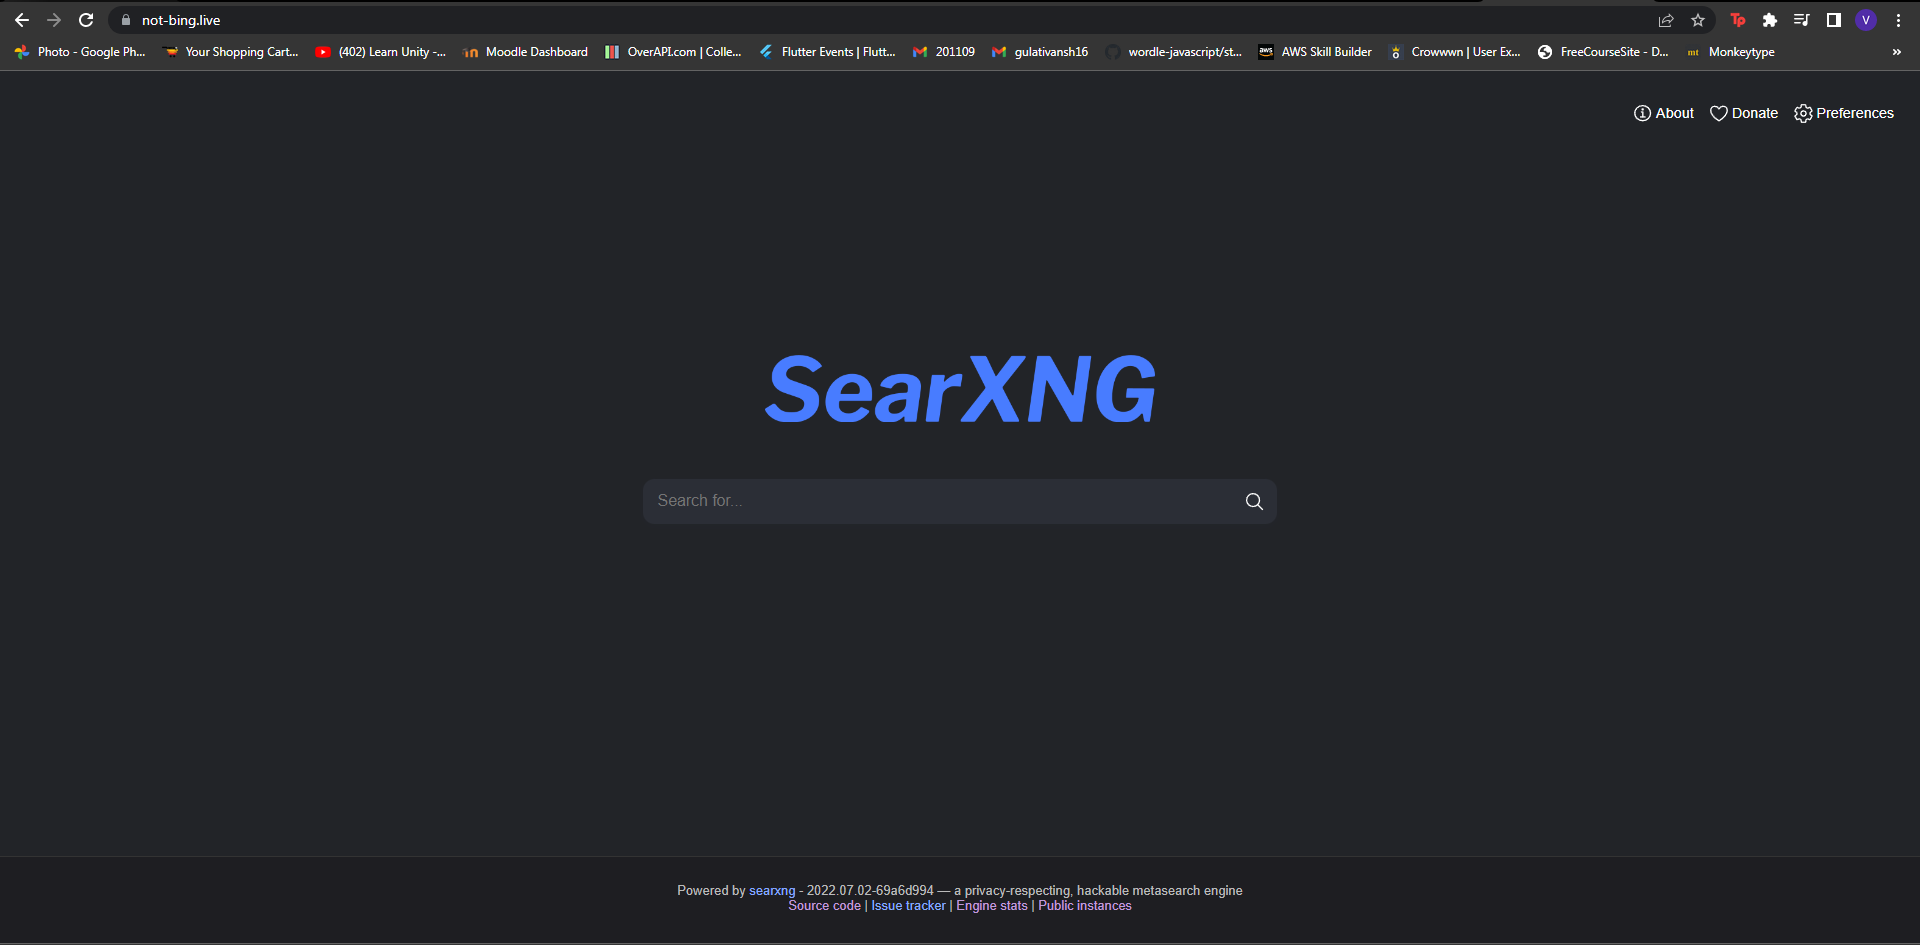 not-bing.live
Tp
V
Photo - Google Ph...
Your Shopping Cart...
(402) Learn Unity -...
Moodle Dashboard
OverAPI.com | Colle...
Flutter Events | Flutt...
201109
gulativansh16
wordle-javascript/st...
aws
AWS Skill Builder
Crowwwn | User Ex...
FreeCourseSite - D...
mt
Monkeytype
»
About
Donate
Preferences
SearXNG
Search for...
Powered by searxng - 2022.07.02-69a6d994 — a privacy-respecting, hackable metasearch engine
Source code | Issue tracker | Engine stats | Public instances